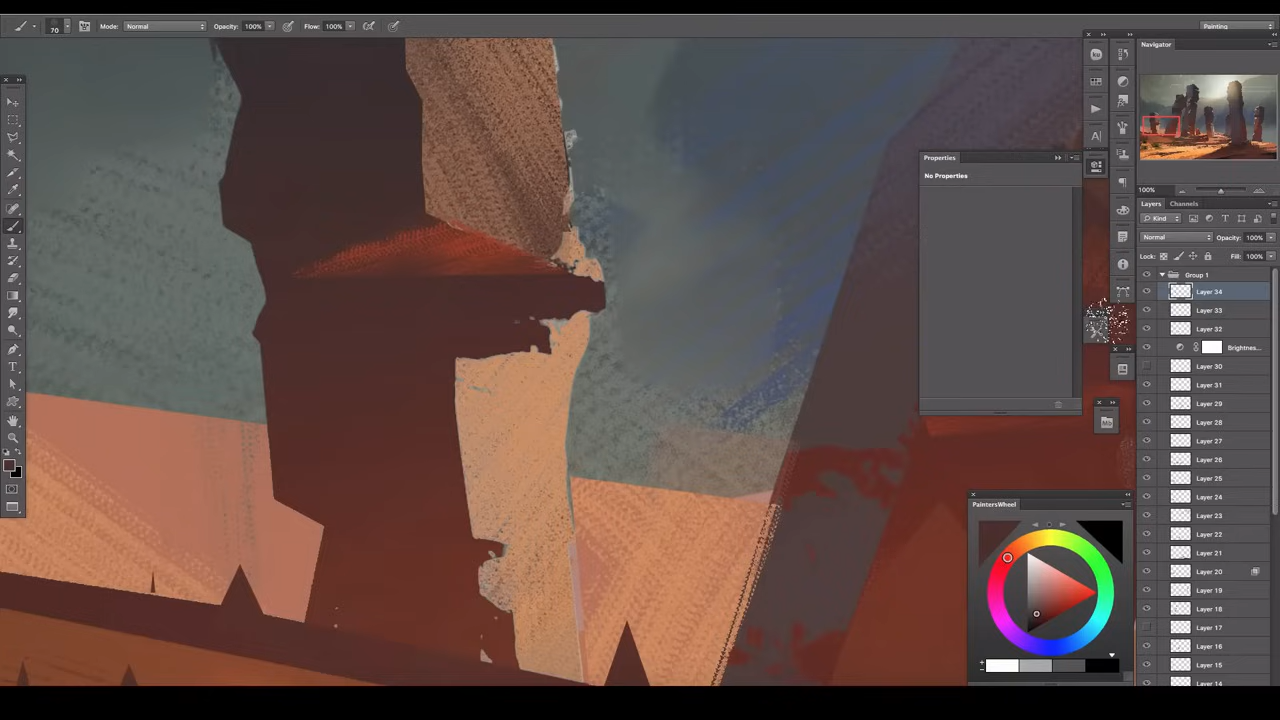 70
Mode: Normal
Opacity: 100%
Flow: 100%
Painting
Navigator
Properties
No Properties
100%
Layers Channels
Kind
Normal Opacity: 100%
Lock: Fill: 100%
Group 1
Layer 34
Layer 33
Layer 32
Brightnes...
Layer 30
Layer 31
Layer 29
Layer 28
Layer 27
Layer 26
Layer 25
Layer 24
Layer 23
Layer 22
Layer 21
Layer 20
Layer 19
Layer 18
Layer 17
Layer 16
Layer 15
Layer 14
PaintersWheel